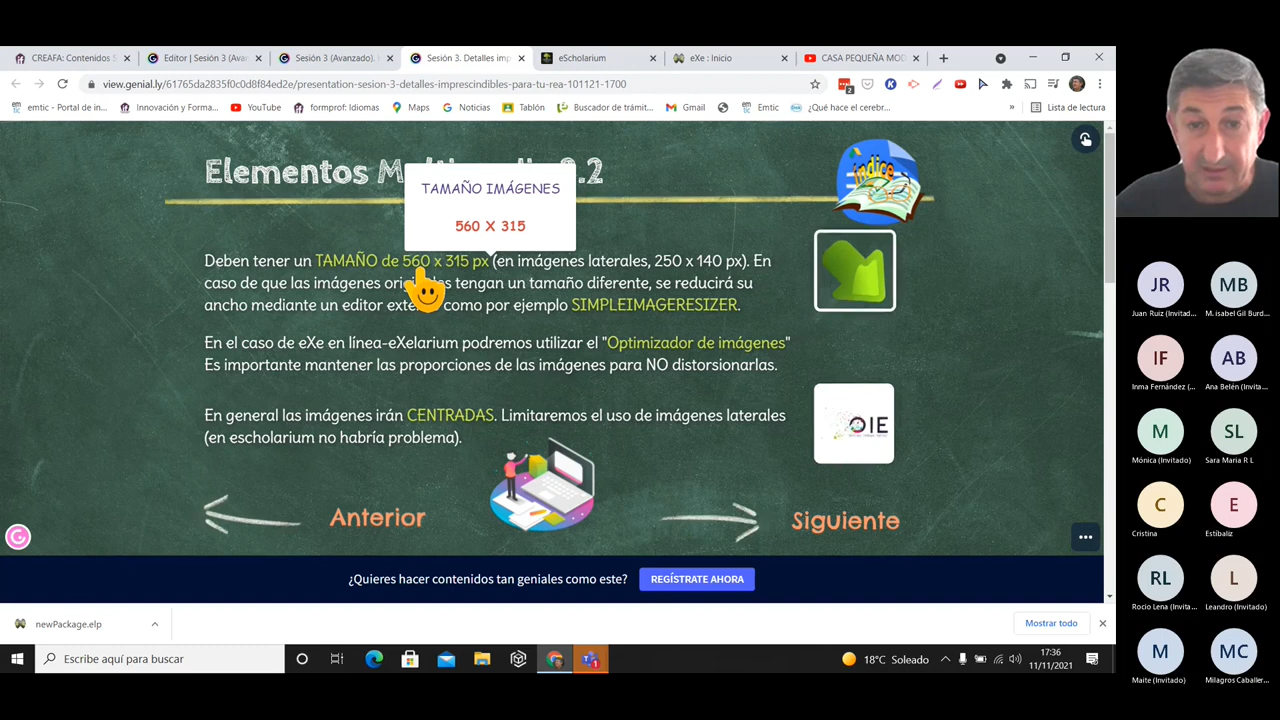 CREAFA: Contenidos S
Editor | Sesión 3 (Ava
Sesión 3 (Avanzado). R
Sesión 3. Detalles imp
eScholarium
eXe : Inicio
CASA PEQUEÑA MOD
view.genial.ly/61765da2835f0c0d8f84ed2e/presentation-sesion-3-detalles-imprescindibles-para-tu-rea-101121-1700
emtic - Portal de in...
Innovación y Forma...
YouTube
formprof: Idiomas
Maps
Noticias
Tablón
Buscador de trámit...
Gmail
Emtic
¿Qué hace el cerebr...
»
Lista de lectura
Elementos
2
índice
TAMAÑO IMÁGENES
560 X 315
Deben tener un TAMAÑO de 560 x 315 px (en imágenes laterales, 250 x 140 px). En
caso de que las imágenes tengan un tamaño diferente, se reducirá su
ancho mediante un editor como por ejemplo SIMPLEIMAGERESIZER.
En el caso de eXe en línea-eXelarium podremos utilizar el "Optimizador de imágenes"
Es importante mantener las proporciones de las imágenes para NO distorsionarlas.
En general las imágenes irán CENTRADAS. Limitaremos el uso de imágenes laterales
(en escholarium no habría problema).
OIE
Anterior
Siguiente
¿Quieres hacer contenidos tan geniales como este?
REGÍSTRATE AHORA
newPackage.elp
Mostrar todo
Escribe aquí para buscar
18°C Soleado
17:36
11/11/2021
JR
MB
Juan Ruiz (Invitad...
M. isabel Gil Burd...
IF
AB
Inma Fernández (...
Ana Belén (Invita...
M
SL
Mónica (Invitado)
Sara Maria R L
C
E
Cristina
Estíbaliz
RL
L
Rocio Lena (Invita...
Leandro (Invitado)
M
MC
Maite (Invitado)
Milagros Caballer...